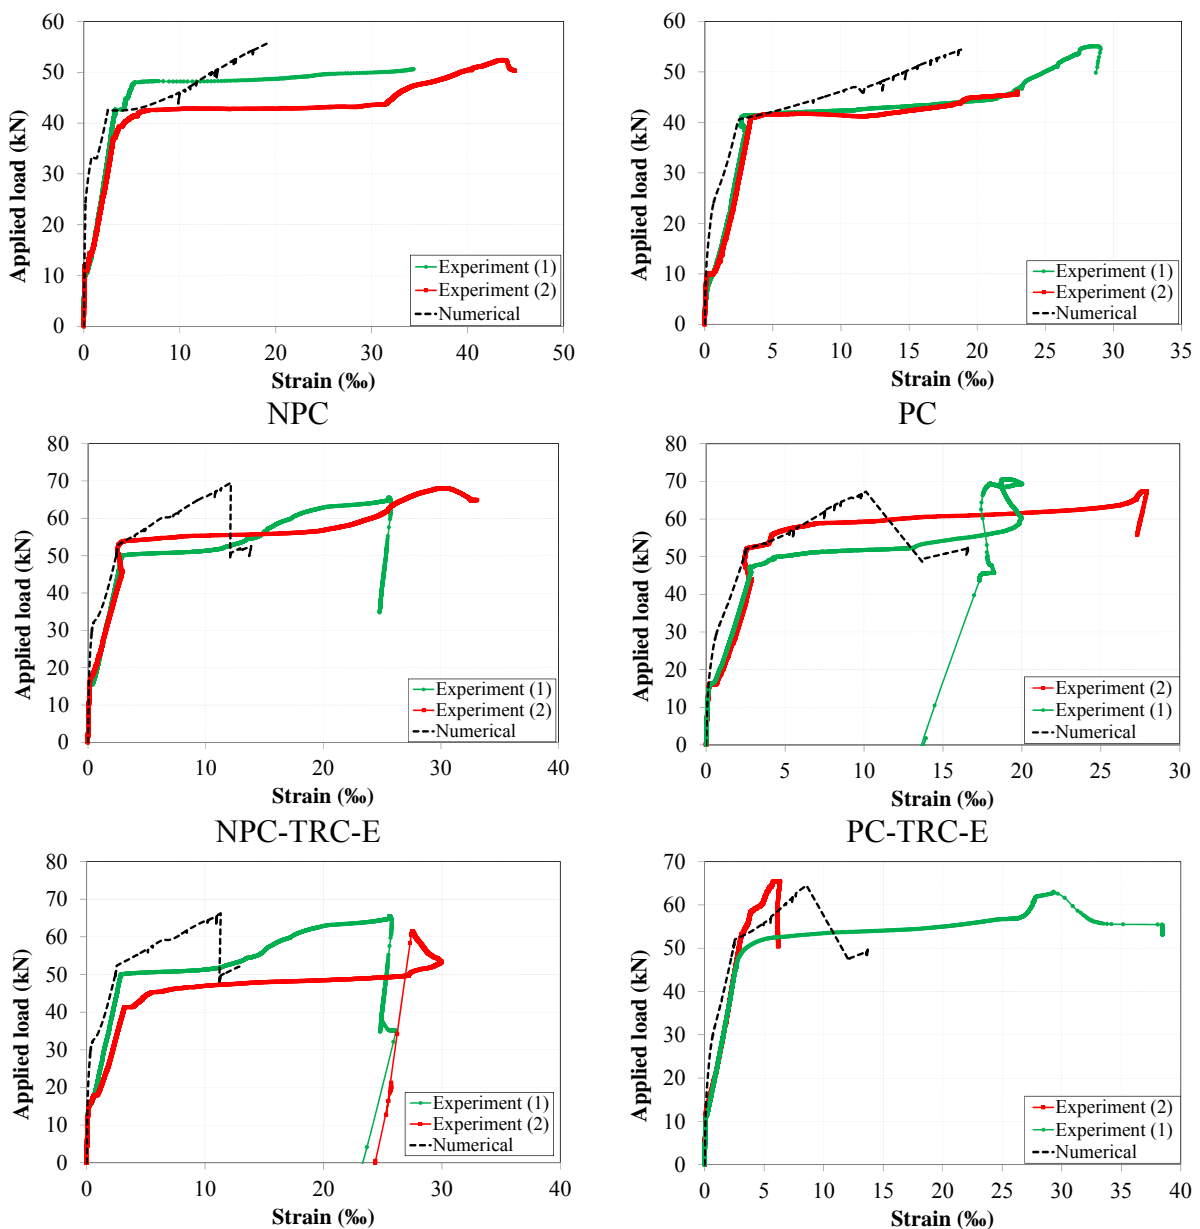 60
50
40
30
20
10
0
Applied load (kN)
Experiment (1)
Experiment (2)
Numerical
0 10 20 30 40 50
Strain (‰)
NPC
60
50
40
30
20
10
0
Applied load (kN)
Experiment (1)
Experiment (2)
Numerical
0 5 10 15 20 25 30 35
Strain (‰)
PC
80
70
60
50
40
30
20
10
0
Applied load (kN)
Experiment (1)
Experiment (2)
Numerical
0 10 20 30 40
Strain (‰)
NPC-TRC-E
80
70
60
50
40
30
20
10
0
Applied load (kN)
Experiment (2)
Experiment (1)
Numerical
0 5 10 15 20 25 30
Strain (‰)
PC-TRC-E
80
70
60
50
40
30
20
10
0
Applied load (kN)
Experiment (1)
Experiment (2)
Numerical
0 10 20 30 40
Strain (‰)
70
60
50
40
30
20
10
0
Applied load (kN)
Experiment (2)
Experiment (1)
Numerical
0 5 10 15 20 25 30 35 40
Strain (‰)